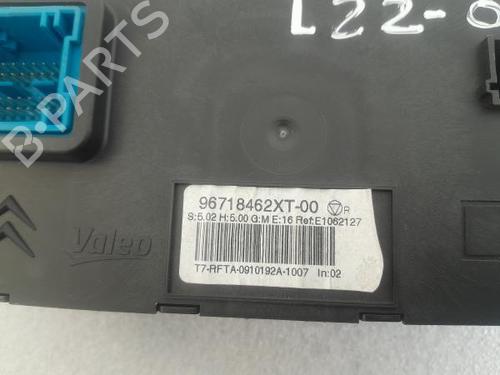 L22-0
96718462XT-00 R
S:5.02 H:5.00 G:M E:16 Ref:E1062127
T7-RFTA-0910192A-1007 In:02
Valeo
B-PARTS